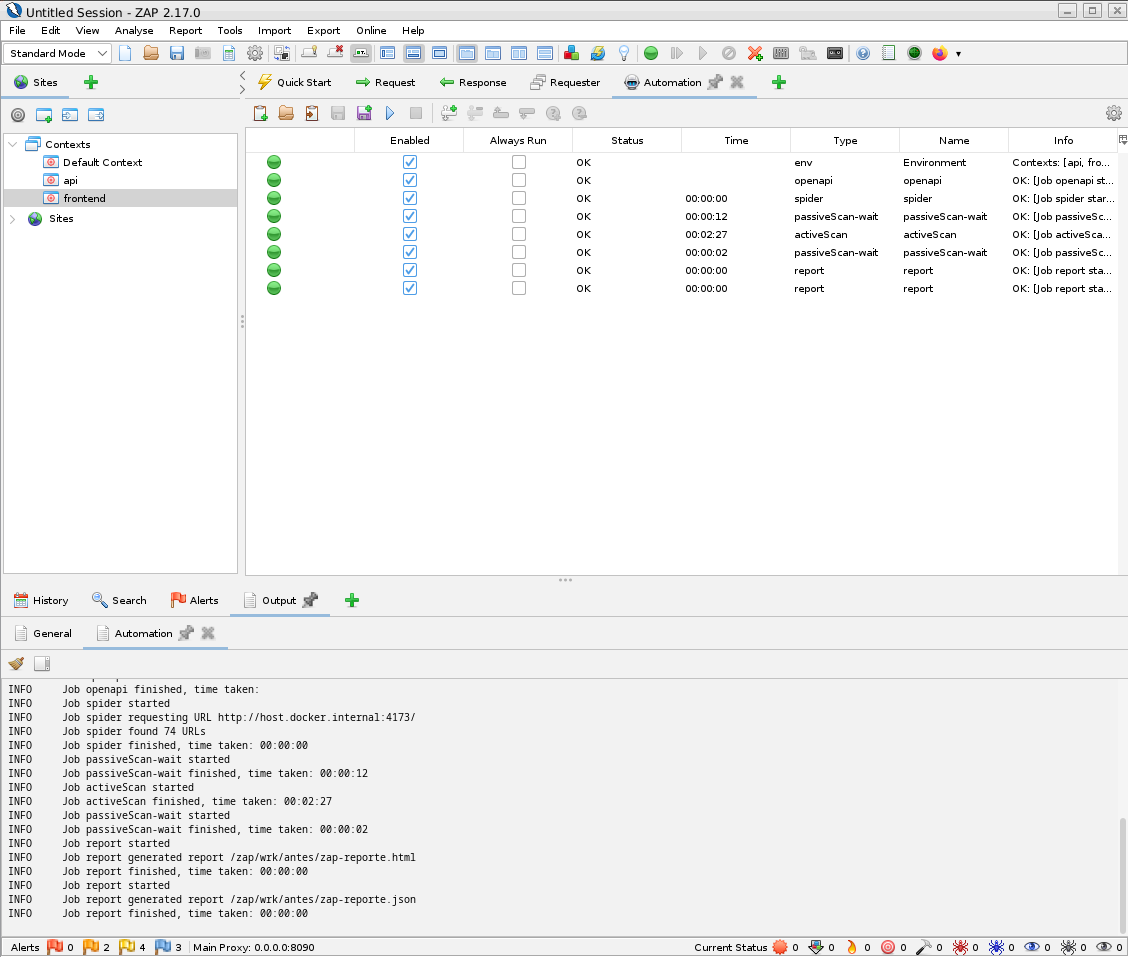 Untitled Session - ZAP 2.17.0
File Edit View Analyse Report Tools Import Export Online Help
Standard Mode
Sites
Quick Start Request Response Requester Automation
Contexts
Default Context
api
frontend
Sites
Enabled Always Run Status Time Type Name Info
OK env Environment Contexts: [api, fro...
OK openapi openapi OK: [Job openapi st...
OK 00:00:00 spider spider OK: [Job spider star...
OK 00:00:12 passiveScan-wait passiveScan-wait OK: [Job passiveSc...
OK 00:02:27 activeScan activeScan OK: [Job activeSca...
OK 00:00:02 passiveScan-wait passiveScan-wait OK: [Job passiveSc...
OK 00:00:00 report report OK: [Job report sta...
OK 00:00:00 report report OK: [Job report sta...
History Search Alerts Output
General Automation
INFO Job openapi finished, time taken:
INFO Job spider started
INFO Job spider requesting URL http://host.docker.internal:4173/
INFO Job spider found 74 URLs
INFO Job spider finished, time taken: 00:00:00
INFO Job passiveScan-wait started
INFO Job passiveScan-wait finished, time taken: 00:00:12
INFO Job activeScan started
INFO Job activeScan finished, time taken: 00:02:27
INFO Job passiveScan-wait started
INFO Job passiveScan-wait finished, time taken: 00:00:02
INFO Job report started
INFO Job report generated report /zap/wrk/antes/zap-reporte.html
INFO Job report finished, time taken: 00:00:00
INFO Job report started
INFO Job report generated report /zap/wrk/antes/zap-reporte.json
INFO Job report finished, time taken: 00:00:00
Alerts 0 2 4 3 Main Proxy: 0.0.0.0:8090 Current Status 0 0 0 0 0 0 0 0 0 0